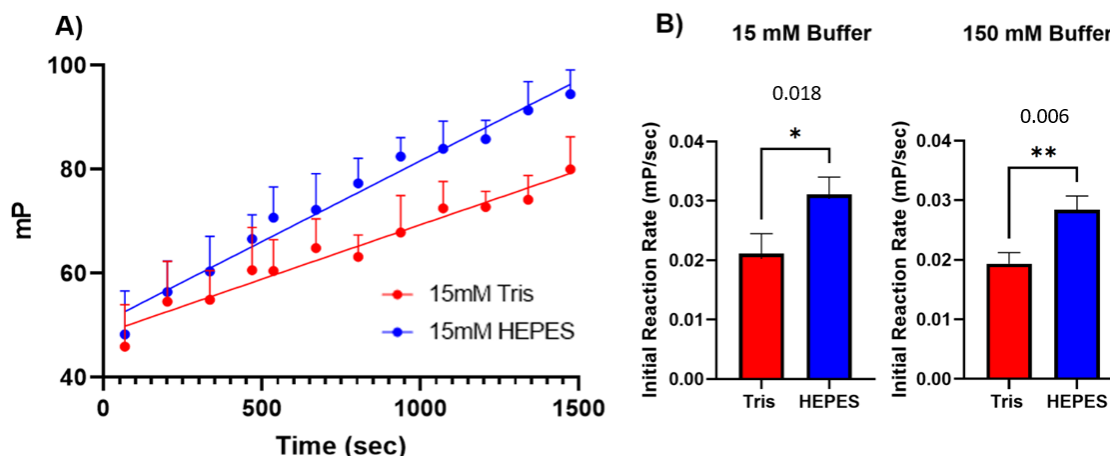 A)
mP
100
80
60
40
0
500
1000
1500
Time (sec)
15mM Tris
15mM HEPES
B)
15 mM Buffer
0.018
*
Initial Reaction Rate (mP/sec)
0.04
0.03
0.02
0.01
0.00
Tris HEPES
150 mM Buffer
0.006
**
Initial Reaction Rate (mP/sec)
0.04
0.03
0.02
0.01
0.00
Tris HEPES